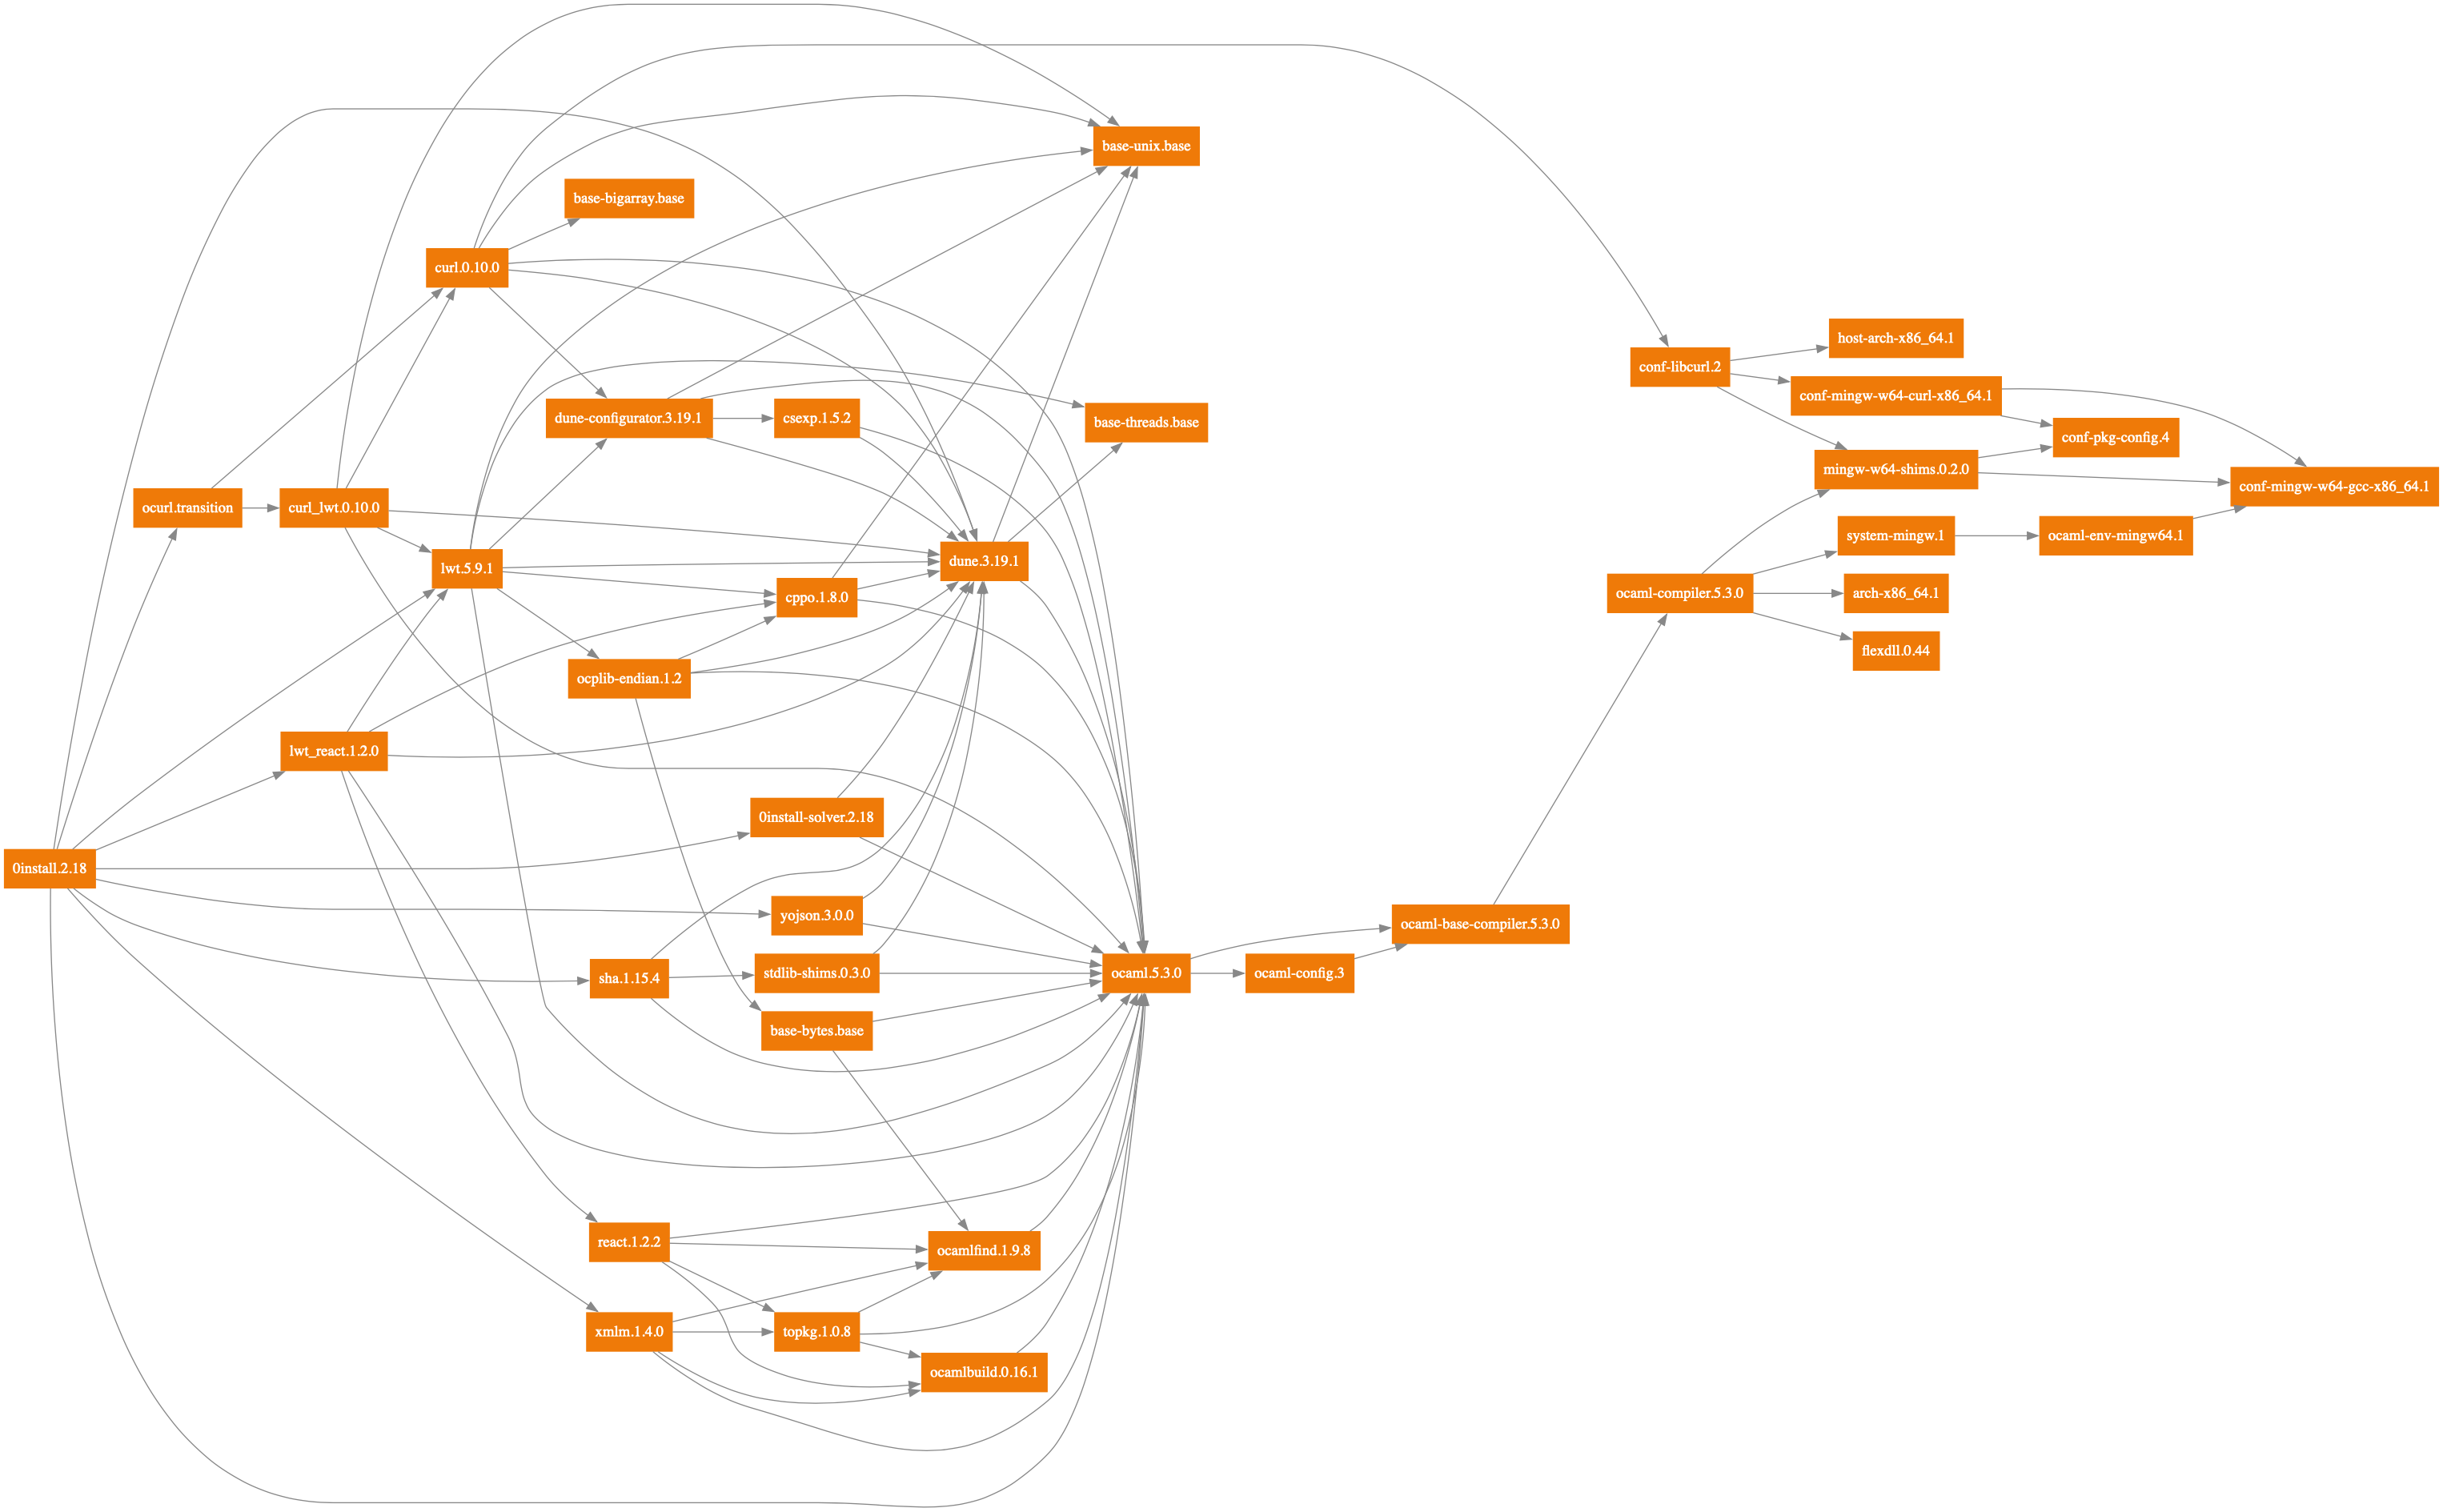 base-unix.base
base-bigarray.base
curl.0.10.0
host-arch-x86_64.1
conf-libcurl.2
conf-mingw-w64-curl-x86_64.1
dune-configurator.3.19.1
csexp.1.5.2
base-threads.base
conf-pkg-config.4
mingw-w64-shims.0.2.0
conf-mingw-w64-gcc-x86_64.1
ocurl.transition
curl_lwt.0.10.0
system-mingw.1
ocaml-env-mingw64.1
lwt.5.9.1
dune.3.19.1
cppo.1.8.0
ocaml-compiler.5.3.0
arch-x86_64.1
flexdll.0.44
ocplib-endian.1.2
lwt_react.1.2.0
0install-solver.2.18
0install.2.18
yojson.3.0.0
ocaml-base-compiler.5.3.0
sha.1.15.4
stdlib-shims.0.3.0
ocaml.5.3.0
ocaml-config.3
base-bytes.base
react.1.2.2
ocamlfind.1.9.8
xmlm.1.4.0
topkg.1.0.8
ocamlbuild.0.16.1